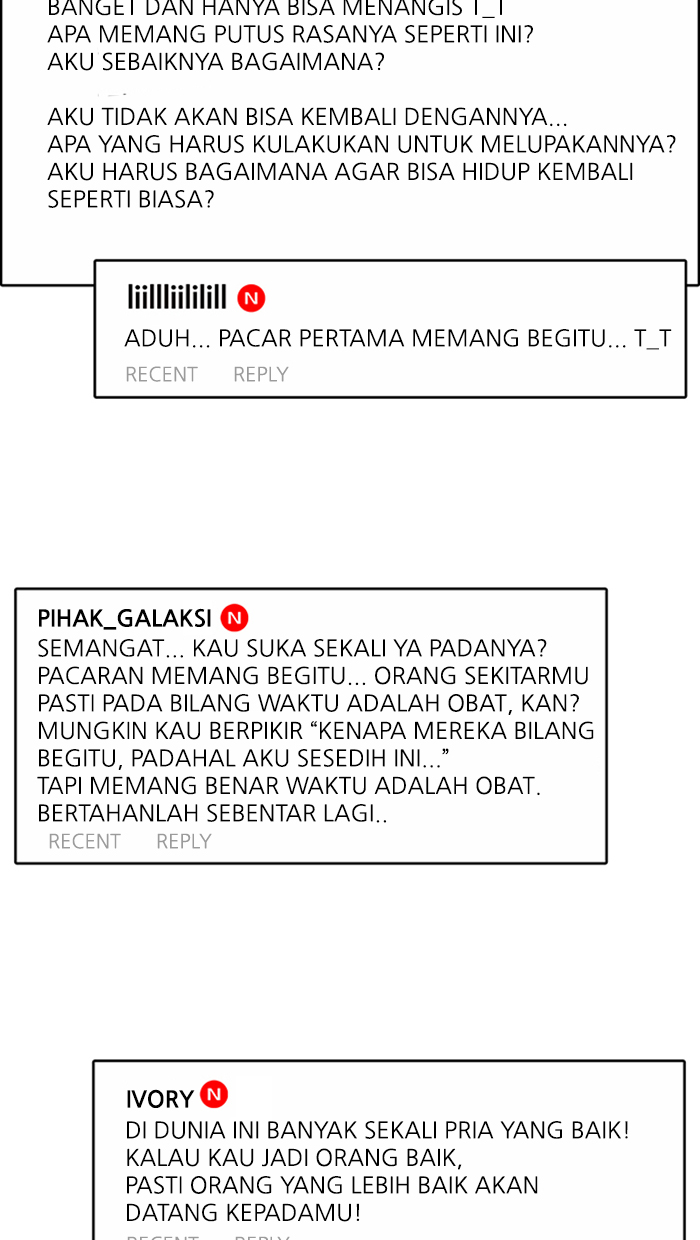 BANGET DAN HANYA BISA MENANGIS T_T
APA MEMANG PUTUS RASANYA SEPERTI INI?
AKU SEBAIKNYA BAGAIMANA?
AKU TIDAK AKAN BISA KEMBALI DENGANNYA...
APA YANG HARUS KULAKUKAN UNTUK MELUPAKANNYA?
AKU HARUS BAGAIMANA AGAR BISA HIDUP KEMBALI
SEPERTI BIASA?
N
ADUH... PACAR PERTAMA MEMANG BEGITU... T_T
RECENT REPLY
PIHAK_GALAKSI N
SEMANGAT... KAU SUKA SEKALI YA PADANYA?
PACARAN MEMANG BEGITU... ORANG SEKITARMU
PASTI PADA BILANG WAKTU ADALAH OBAT, KAN?
MUNGKIN KAU BERPIKIR “KENAPA MEREKA BILANG
BEGITU, PADAHAL AKU SESEDIH INI...”
TAPI MEMANG BENAR WAKTU ADALAH OBAT.
BERTAHANLAH SEBENTAR LAGI..
RECENT REPLY
IVORY N
DI DUNIA INI BANYAK SEKALI PRIA YANG BAIK!
KALAU KAU JADI ORANG BAIK,
PASTI ORANG YANG LEBIH BAIK AKAN
DATANG KEPADAMU!
RECENT REPLY